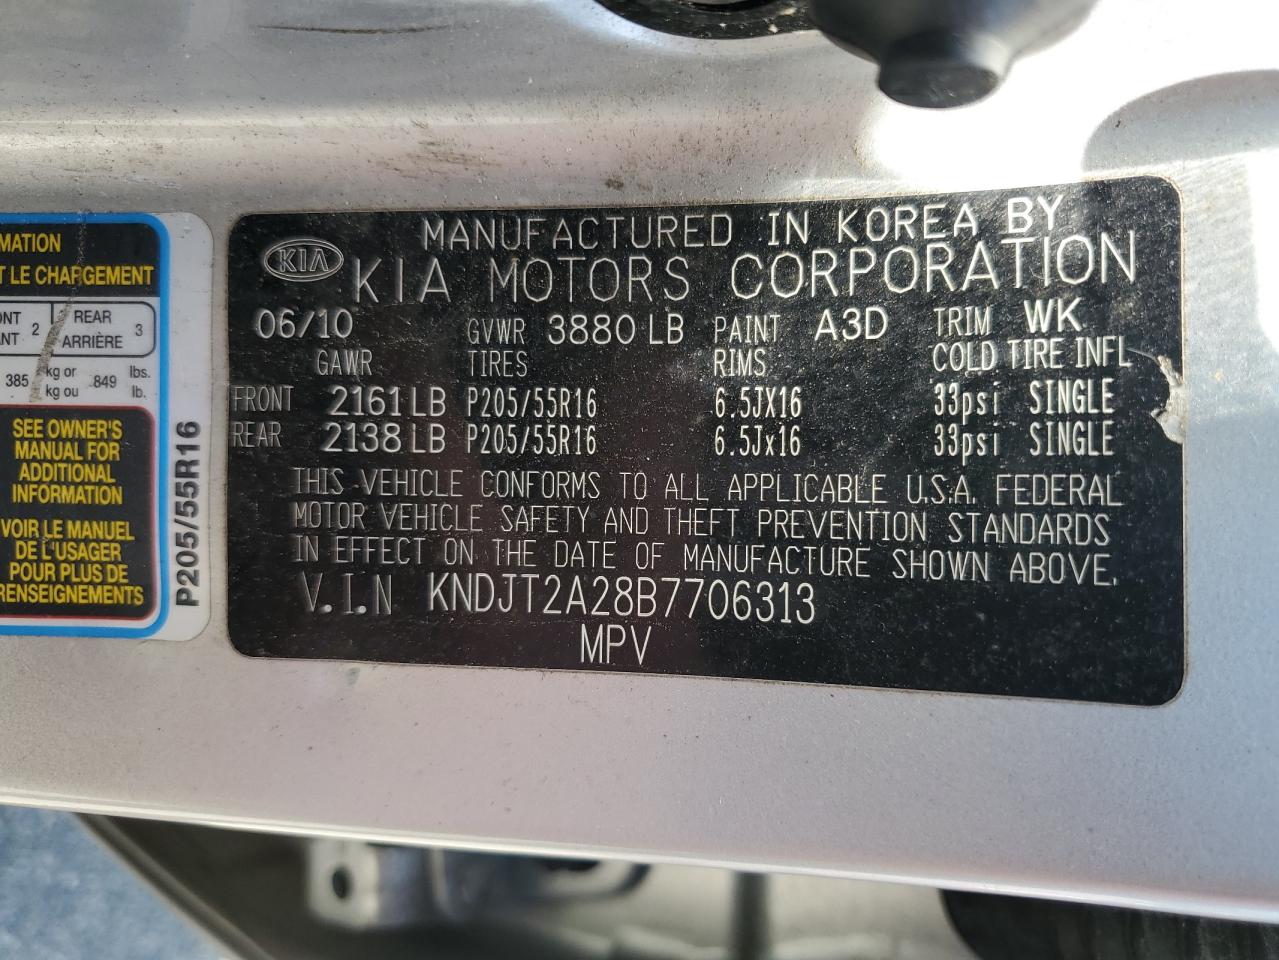 MATION
T LE CHARGEMENT
ONT 2 REAR 3
ANT ARRIÈRE
385 kg or 849 lbs.
kg ou lb.
SEE OWNER'S
MANUAL FOR
ADDITIONAL
INFORMATION
VOIR LE MANUEL
DE L'USAGER
POUR PLUS DE
RENSEIGNEMENTS
P205/55R16
MANUFACTURED IN KOREA BY
KIA KIA MOTORS CORPORATION
06/10 GVWR 3880 LB PAINT A3D TRIM WK
GAWR TIRES RIMS COLD TIRE INFL
FRONT 2161 LB P205/55R16 6.5JX16 33psi SINGLE
REAR 2138 LB P205/55R16 6.5Jx16 33psi SINGLE
THIS VEHICLE CONFORMS TO ALL APPLICABLE U.S.A. FEDERAL
MOTOR VEHICLE SAFETY AND THEFT PREVENTION STANDARDS
IN EFFECT ON THE DATE OF MANUFACTURE SHOWN ABOVE.
V.I.N KNDJT2A28B7706313
MPV